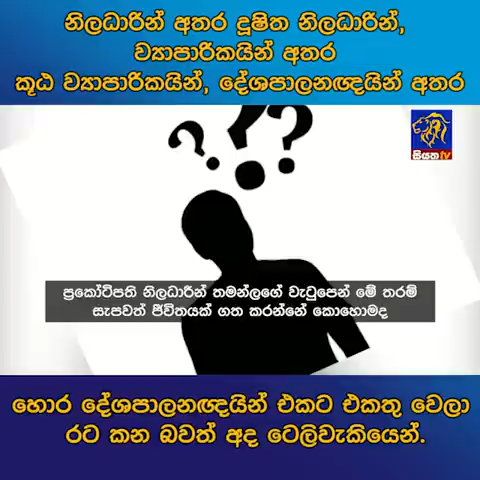 නිලධාරින් අතර දූෂිත නිලධාරින්,
ව්‍යාපාරිකයින් අතර
කූඨ ව්‍යාපාරිකයින්, දේශපාලනඥයින් අතර
සියත tv
ප්‍රකෝටිපති නිලධාරීන් තමන්ලගේ වැටුපෙන් මේ තරම්
සැපවත් ජීවිතයක් ගත කරන්නේ කොහොමද
හොර දේශපාලනඥයින් එකට එකතු වෙලා
රට කන බවත් අද ටෙලිවැකියෙන්.